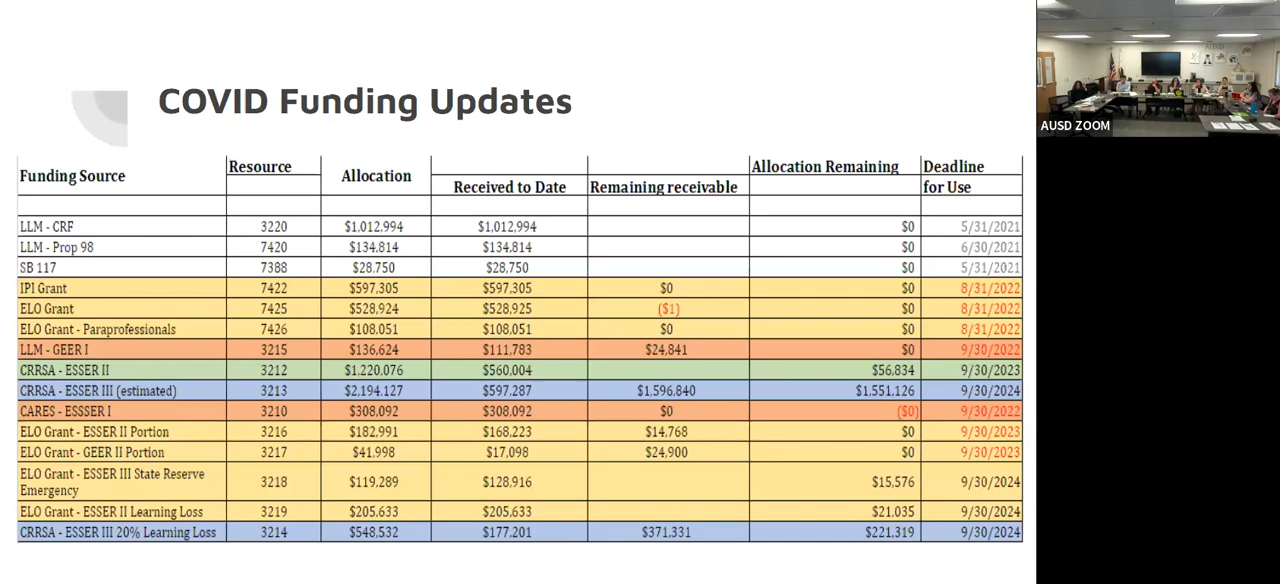 COVID Funding Updates
Funding Source Resource Allocation Received to Date Remaining receivable Allocation Remaining Deadline for Use
LLM - CRF 3220 $1,012,994 $1,012,994 $0 5/31/2021
LLM - Prop 98 7420 $134,814 $134,814 $0 6/30/2021
SB 117 7388 $28,750 $28,750 $0 5/31/2021
IPI Grant 7422 $597,305 $597,305 $0 $0 8/31/2022
ELO Grant 7425 $528,924 $528,925 ($1) $0 8/31/2022
ELO Grant - Paraprofessionals 7426 $108,051 $108,051 $0 $0 8/31/2022
LLM - GEER I 3215 $136,624 $111,783 $24,841 $0 9/30/2022
CRRSA - ESSER II 3212 $1,220,076 $560,004 $56,834 9/30/2023
CRRSA - ESSER III (estimated) 3213 $2,194,127 $597,287 $1,596,840 $1,551,126 9/30/2024
CARES - ESSSER I 3210 $308,092 $308,092 $0 ($0) 9/30/2022
ELO Grant - ESSER II Portion 3216 $182,991 $168,223 $14,768 $0 9/30/2023
ELO Grant - GEER II Portion 3217 $41,998 $17,098 $24,900 $0 9/30/2023
ELO Grant - ESSER III State Reserve
Emergency 3218 $119,289 $128,916 $15,576 9/30/2024
ELO Grant - ESSER II Learning Loss 3219 $205,633 $205,633 $21,035 9/30/2024
CRRSA - ESSER III 20% Learning Loss 3214 $548,532 $177,201 $371,331 $221,319 9/30/2024
AUSD ZOOM